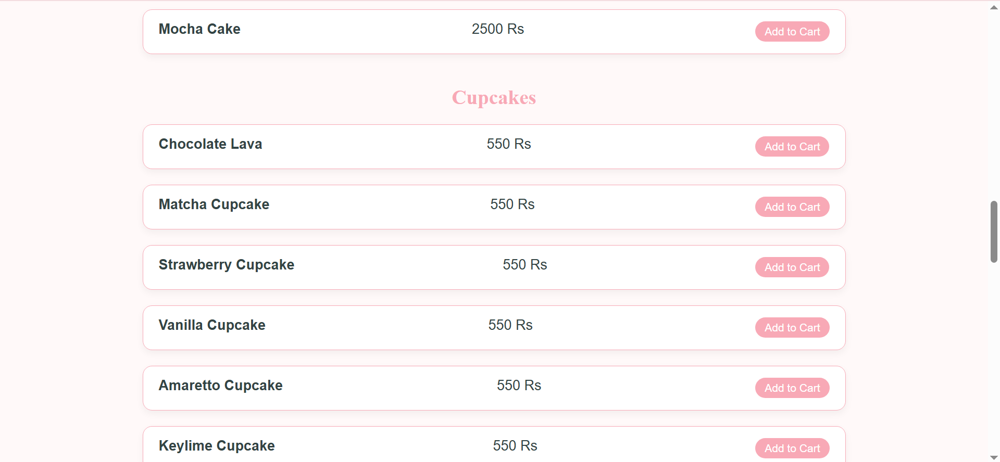 Mocha Cake 2500 Rs Add to Cart
Cupcakes
Chocolate Lava 550 Rs Add to Cart
Matcha Cupcake 550 Rs Add to Cart
Strawberry Cupcake 550 Rs Add to Cart
Vanilla Cupcake 550 Rs Add to Cart
Amaretto Cupcake 550 Rs Add to Cart
Keylime Cupcake 550 Rs Add to Cart